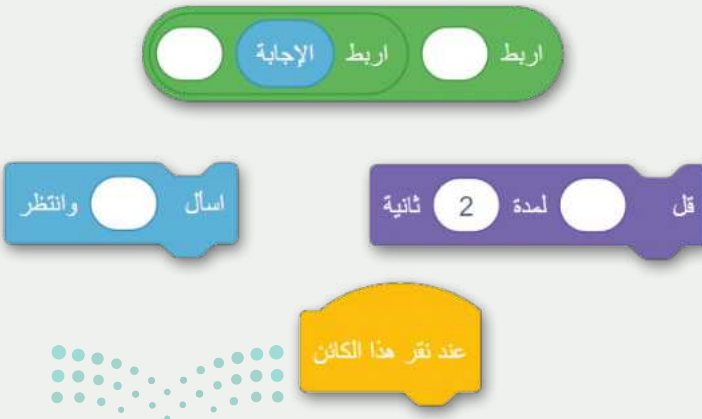 اربط اربط الإجابة
قل لمدة 2 ثانية
اسأل وانتظر
عند نقر هذا الكائن